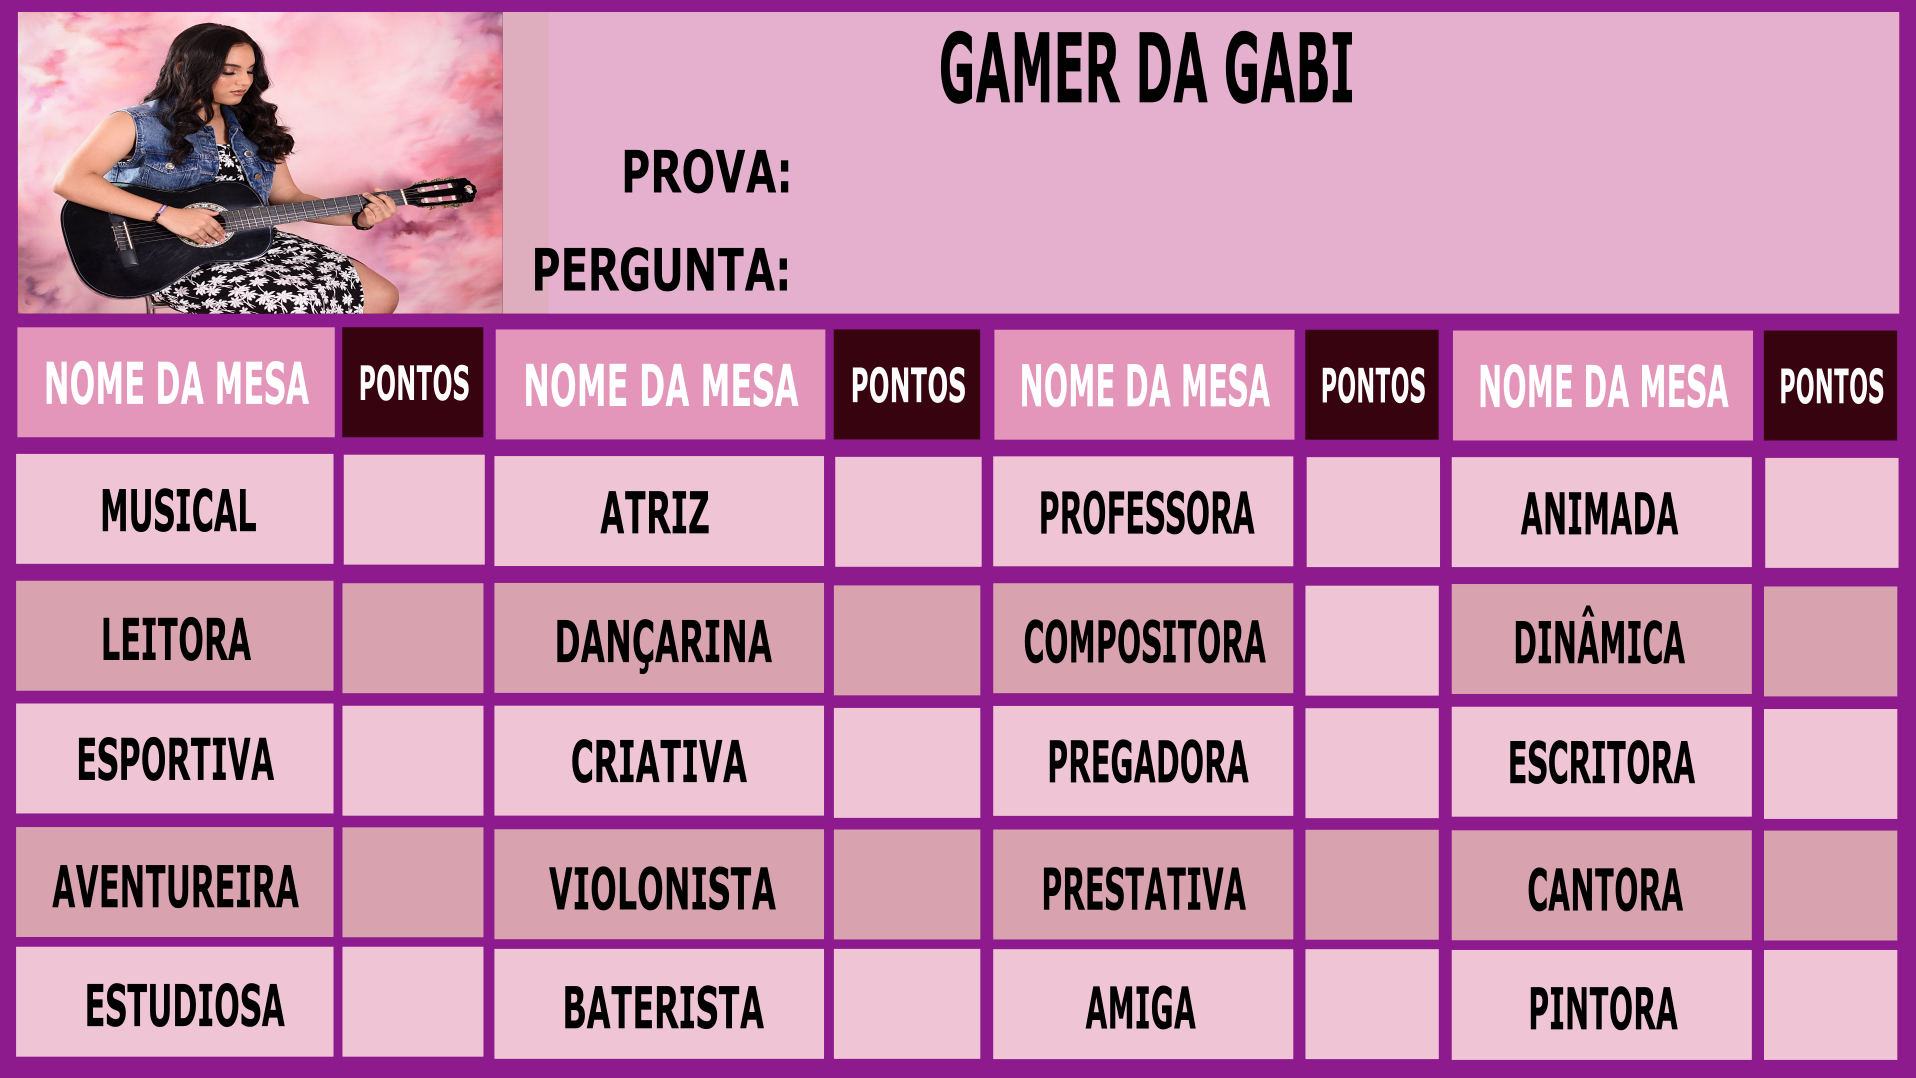 GAMER DA GABI
PROVA:
PERGUNTA:
NOME DA MESA PONTOS NOME DA MESA PONTOS NOME DA MESA PONTOS NOME DA MESA PONTOS
MUSICAL ATRIZ PROFESSORA ANIMADA
LEITORA DANÇARINA COMPOSITORA DINÂMICA
ESPORTIVA CRIATIVA PREGADORA ESCRITORA
AVENTUREIRA VIOLONISTA PRESTATIVA CANTORA
ESTUDIOSA BATERISTA AMIGA PINTORA